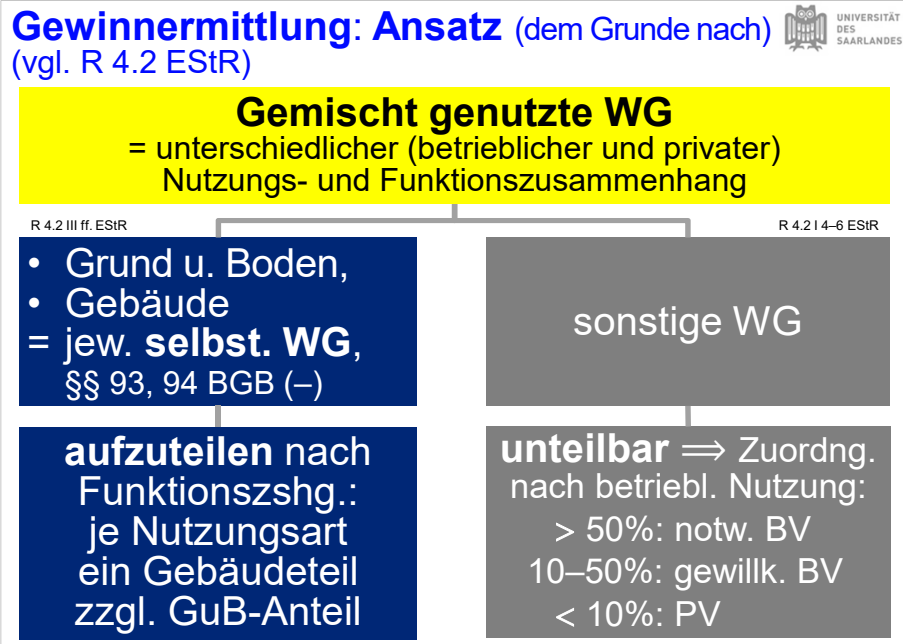 Gewinnermittlung: Ansatz (dem Grunde nach)
(vgl. R 4.2 EStR)
UNIVERSITÄT
DES
SAARLANDES
Gemischt genutzte WG
= unterschiedlicher (betrieblicher und privater)
Nutzungs- und Funktionszusammenhang
R 4.2 III ff. EStR
• Grund u. Boden,
• Gebäude
= jew. selbst. WG,
§§ 93, 94 BGB (–)
aufzuteilen nach
Funktionszshg.:
je Nutzungsart
ein Gebäudeteil
zzgl. GuB-Anteil
R 4.2 I 4–6 EStR
sonstige WG
unteilbar ⟹ Zuordng.
nach betriebl. Nutzung:
> 50%: notw. BV
10–50%: gewillk. BV
< 10%: PV